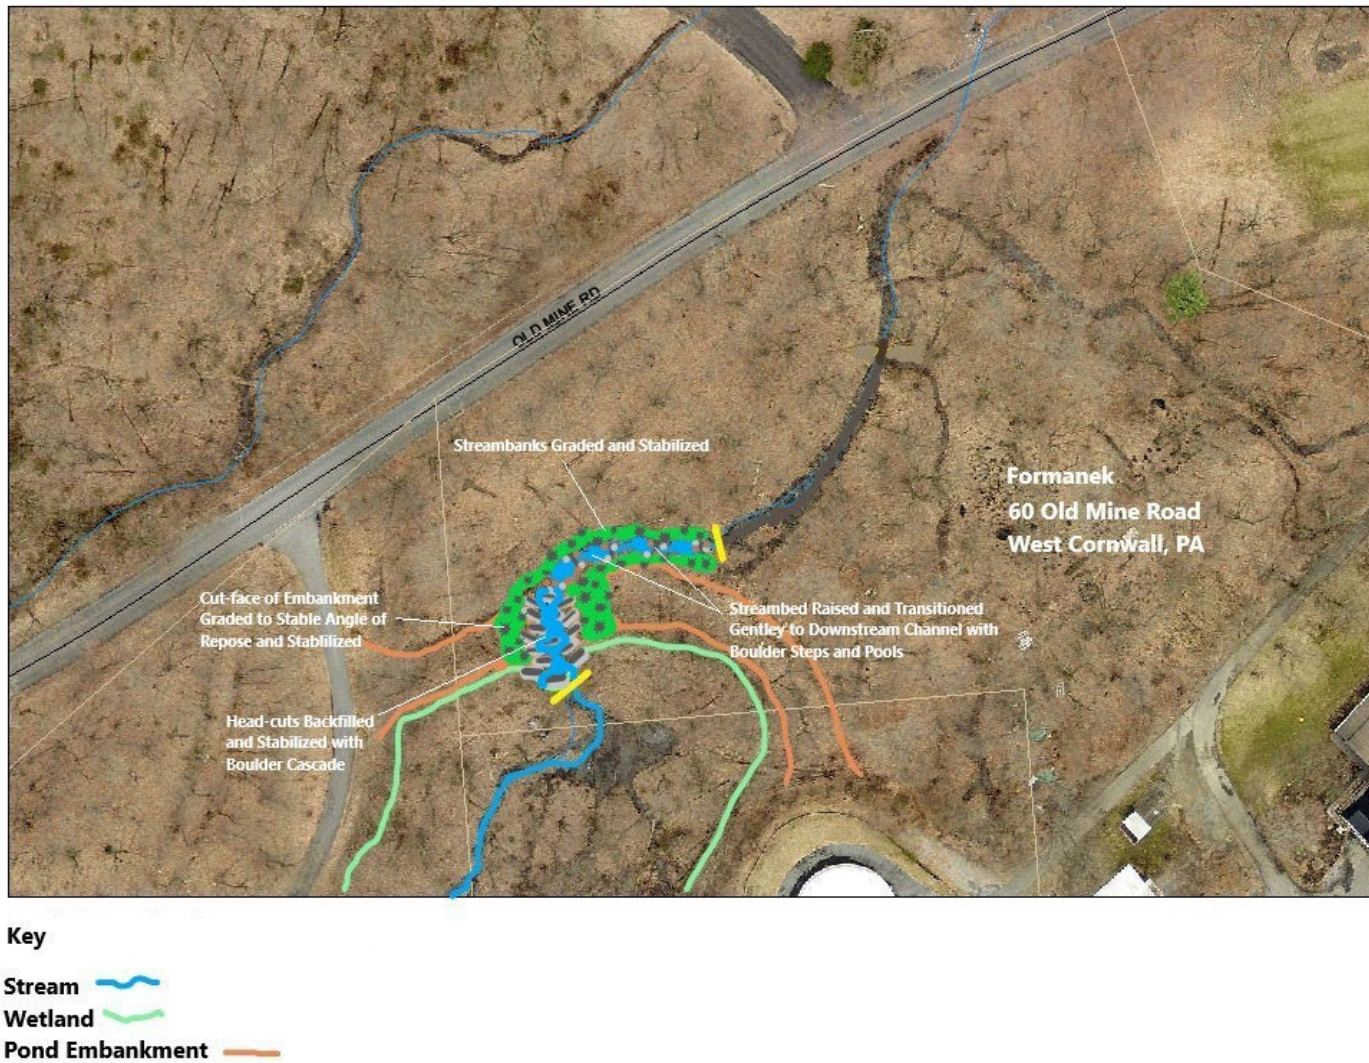 OLD MINE RD
Streambanks Graded and Stabilized
Formanek
60 Old Mine Road
West Cornwall, PA
Cut-face of Embankment
Graded to Stable Angle of
Repose and Stablilized
Streambed Raised and Transitioned
Gentley to Downstream Channel with
Boulder Steps and Pools
Head-cuts Backfilled
and Stabilized with
Boulder Cascade
Key
Stream
Wetland
Pond Embankment